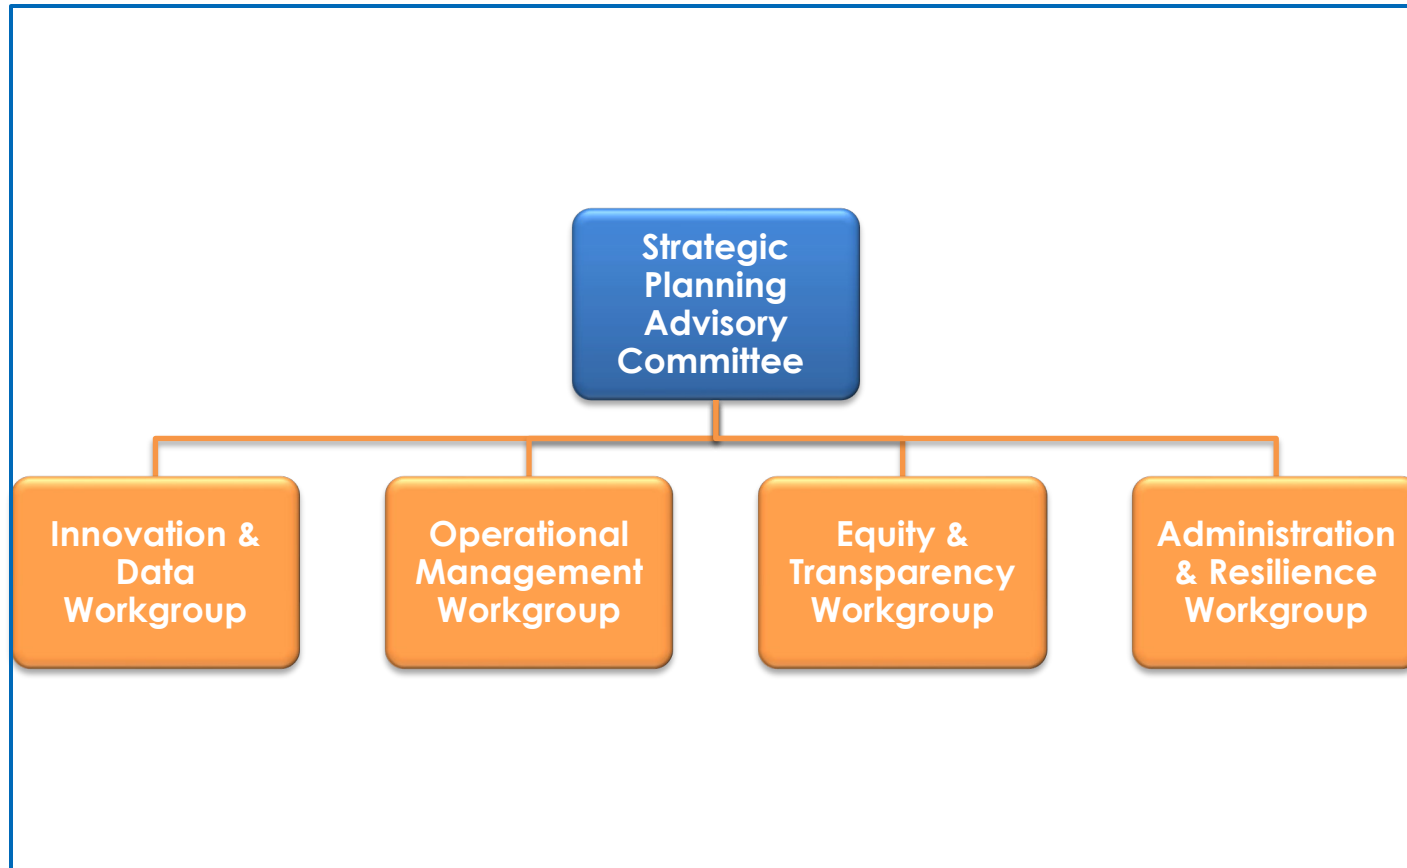 Strategic
Planning
Advisory
Committee
Innovation &
Data
Workgroup
Operational
Management
Workgroup
Equity &
Transparency
Workgroup
Administration
& Resilience
Workgroup